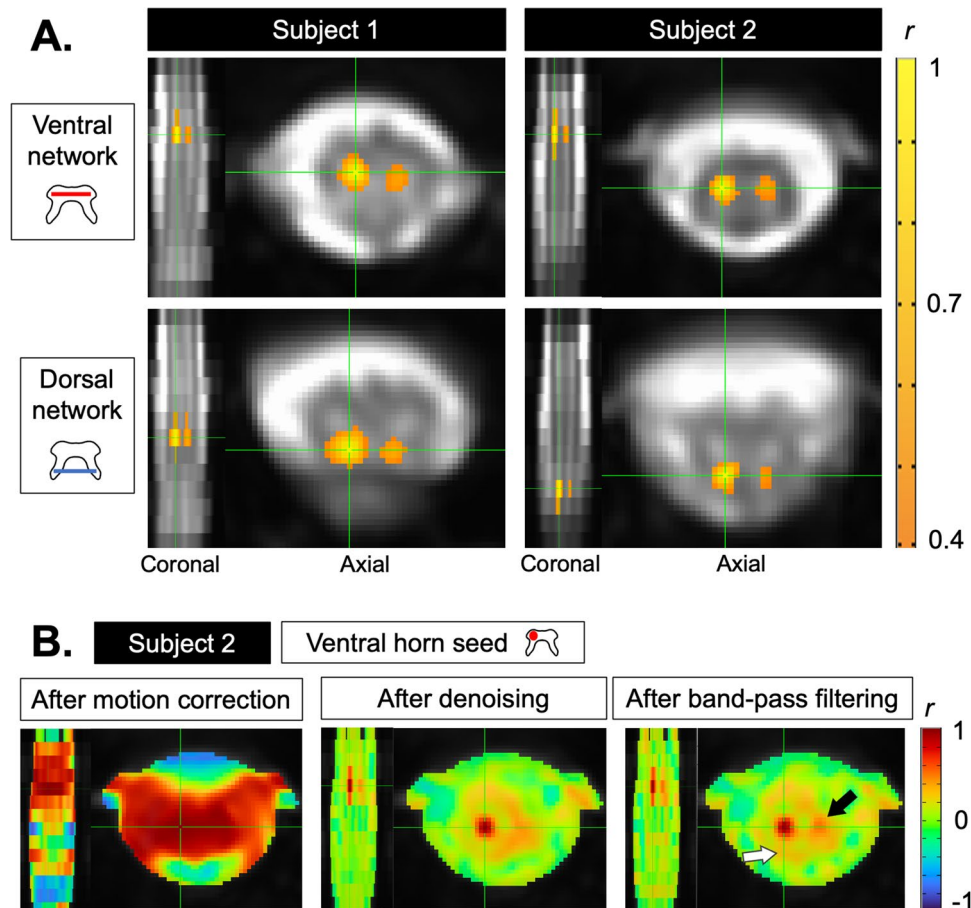 A.
Subject 1
Subject 2
r
1
Ventral
network
0.7
Dorsal
network
0.4
Coronal
Axial
Coronal
Axial
B.
Subject 2
Ventral horn seed
After motion correction
After denoising
After band-pass filtering
r
1
0
-1